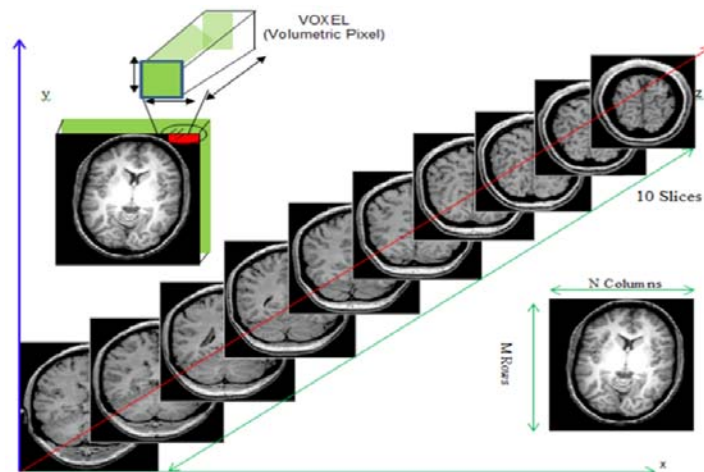 VOXEL
(Volumetric Pixel)
y
z
10 Slices
N Columns
M Rows
x